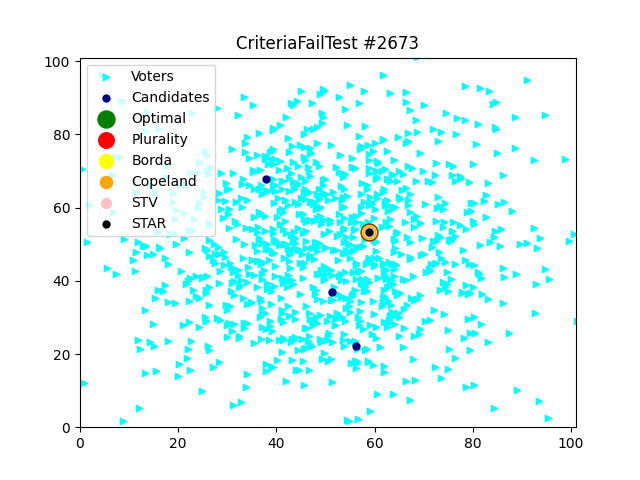 CriteriaFailTest #2673
100
80
60
40
20
0
Voters
Candidates
Optimal
Plurality
Borda
Copeland
STV
STAR
0 20 40 60 80 100